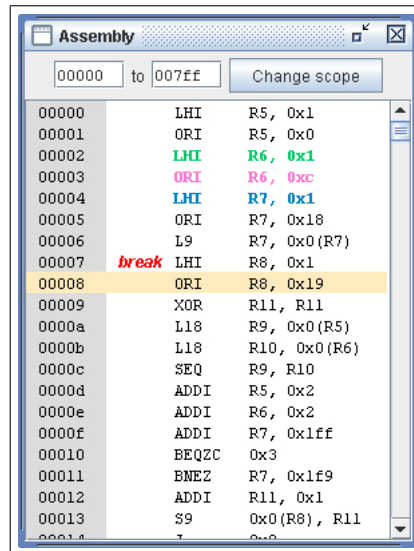 Assembly
00000 to 007ff Change scope
00000 LHI R5, 0x1
00001 ORI R5, 0x0
00002 LHI R6, 0x1
00003 ORI R6, 0xc
00004 LHI R7, 0x1
00005 ORI R7, 0x18
00006 L9 R7, 0x0(R7)
00007 break LHI R8, 0x1
00008 ORI R8, 0x19
00009 XOR R11, R11
0000a L18 R9, 0x0(R5)
0000b L18 R10, 0x0(R6)
0000c SEQ R9, R10
0000d ADDI R5, 0x2
0000e ADDI R6, 0x2
0000f ADDI R7, 0x1ff
00010 BEQZC 0x3
00011 BNEZ R7, 0x1f9
00012 ADDI R11, 0x1
00013 S9 0x0(R8), R11